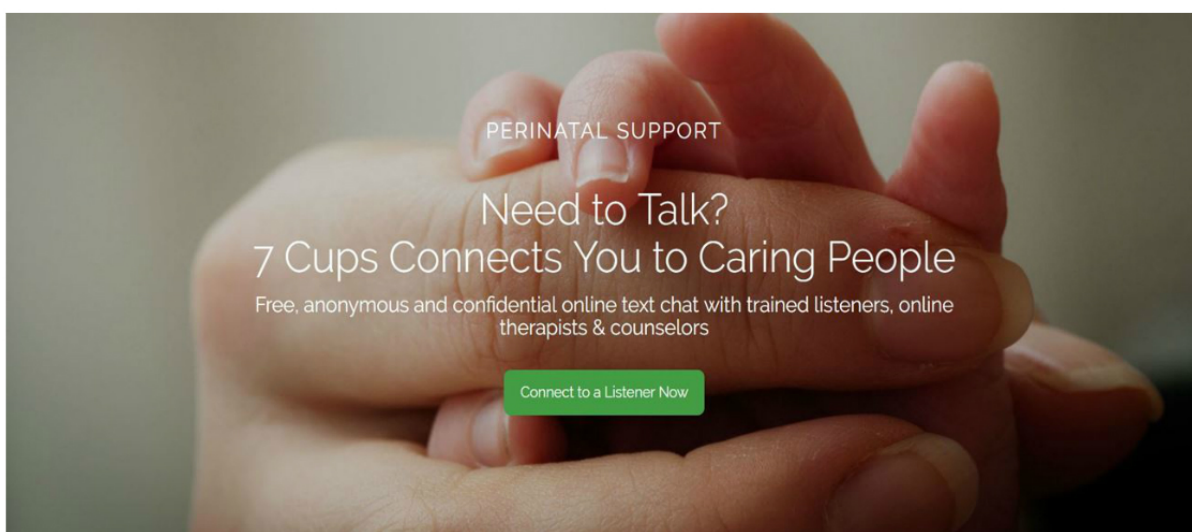 PERINATAL SUPPORT
Need to Talk?
7 Cups Connects You to Caring People
Free, anonymous and confidential online text chat with trained listeners, online
therapists & counselors
Connect to a Listener Now